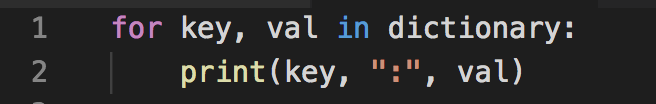 1 for key, val in dictionary:
2 print(key, ":", val)